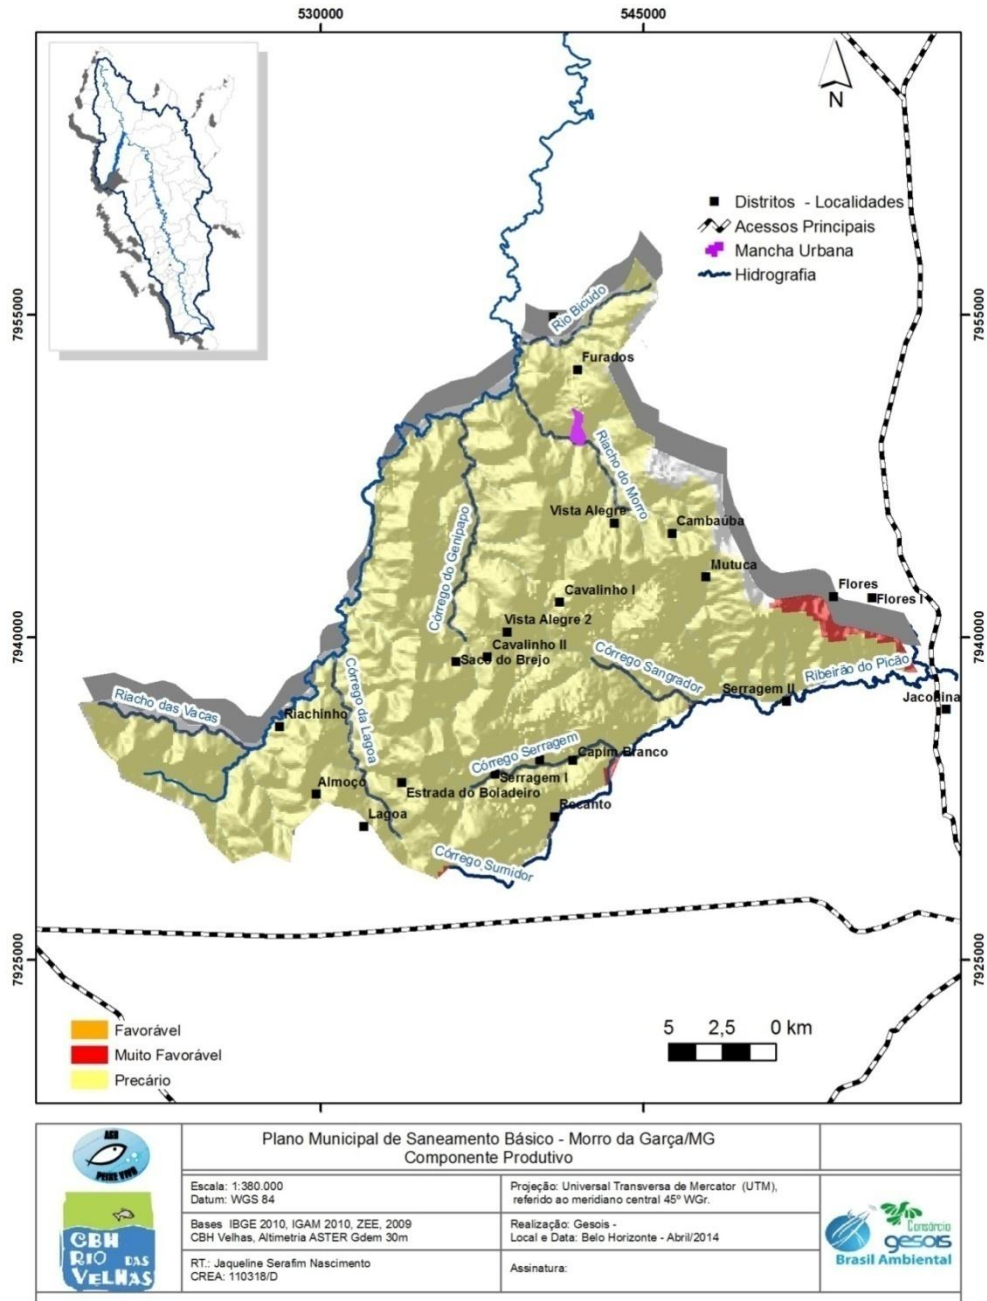 530000
545000
N
Distritos - Localidades
Acessos Principais
Mancha Urbana
Hidrografia
7955000
7955000
Rio Bicudo
Furados
Riacho do Morro
Vista Alegre
Cambaúba
Córrego do Genipapo
Mutuca
Cavalinho I
Flores
Flores I
Vista Alegre 2
7940000
7940000
Cavalinho II
Saco do Brejo
Córrego Sangrador
Ribeirão do Picão
Serragem II
Jacobina
Riacho das Vacas
Riachinho
Córrego da Lagoa
Córrego Serragem
Capim Branco
Serragem I
Almoço
Estrada do Boiadeiro
Recanto
Lagoa
Córrego Sumidor
7925000
7925000
Favorável
Muito Favorável
Precário
5 2,5 0 km
AGB
PEIXE VIVO
CBH
RIO DAS
VELHAS
Plano Municipal de Saneamento Básico - Morro da Garça/MG
Componente Produtivo
Escala: 1:380.000
Datum: WGS 84
Projeção: Universal Transversa de Mercator (UTM),
referido ao meridiano central 45º WGr.
Bases IBGE 2010, IGAM 2010, ZEE, 2009
CBH Velhas, Altimetria ASTER Gdem 30m
Realização: Gesois -
Local e Data: Belo Horizonte - Abril/2014
RT.: Jaqueline Serafim Nascimento
CREA: 110318/D
Assinatura:
Consórcio
gesois
Brasil Ambiental